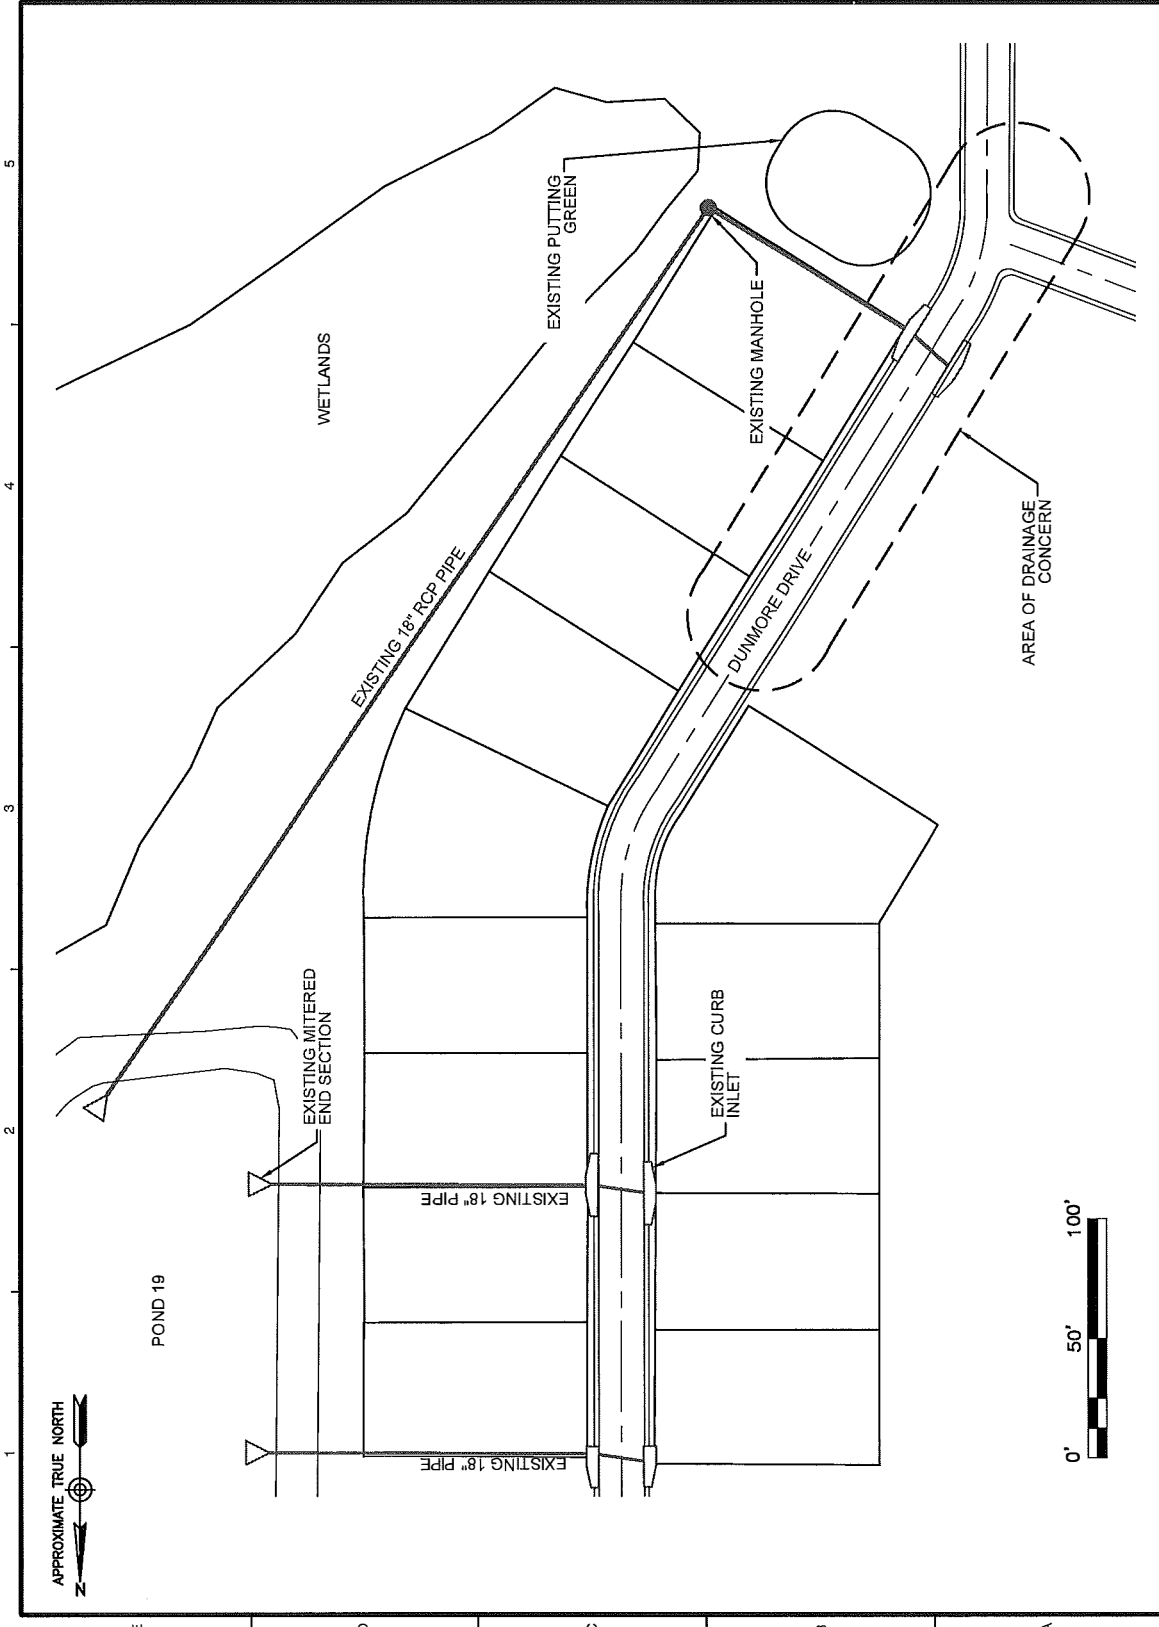 APPROXIMATE TRUE NORTH
N
POND 19
WETLANDS
EXISTING MITERED
END SECTION
EXISTING 18" RCP PIPE
EXISTING PUTTING
GREEN
EXISTING MANHOLE
EXISTING 18" PIPE
EXISTING 18" PIPE
EXISTING CURB
INLET
DUNMORE DRIVE
AREA OF DRAINAGE
CONCERN
0' 50' 100'
1
2
3
4
5